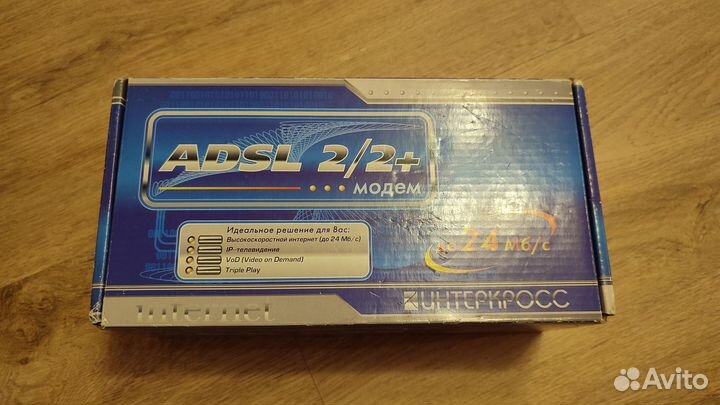 ADSL 2/2+
модем
Идеальное решение для Вас:
Высокоскоростной интернет (до 24 Мб/с)
IP-телевидение
VoD (Video on Demand)
Triple Play
до 24 Мб/с
Internet
ИНТЕРКРОСС
Avito